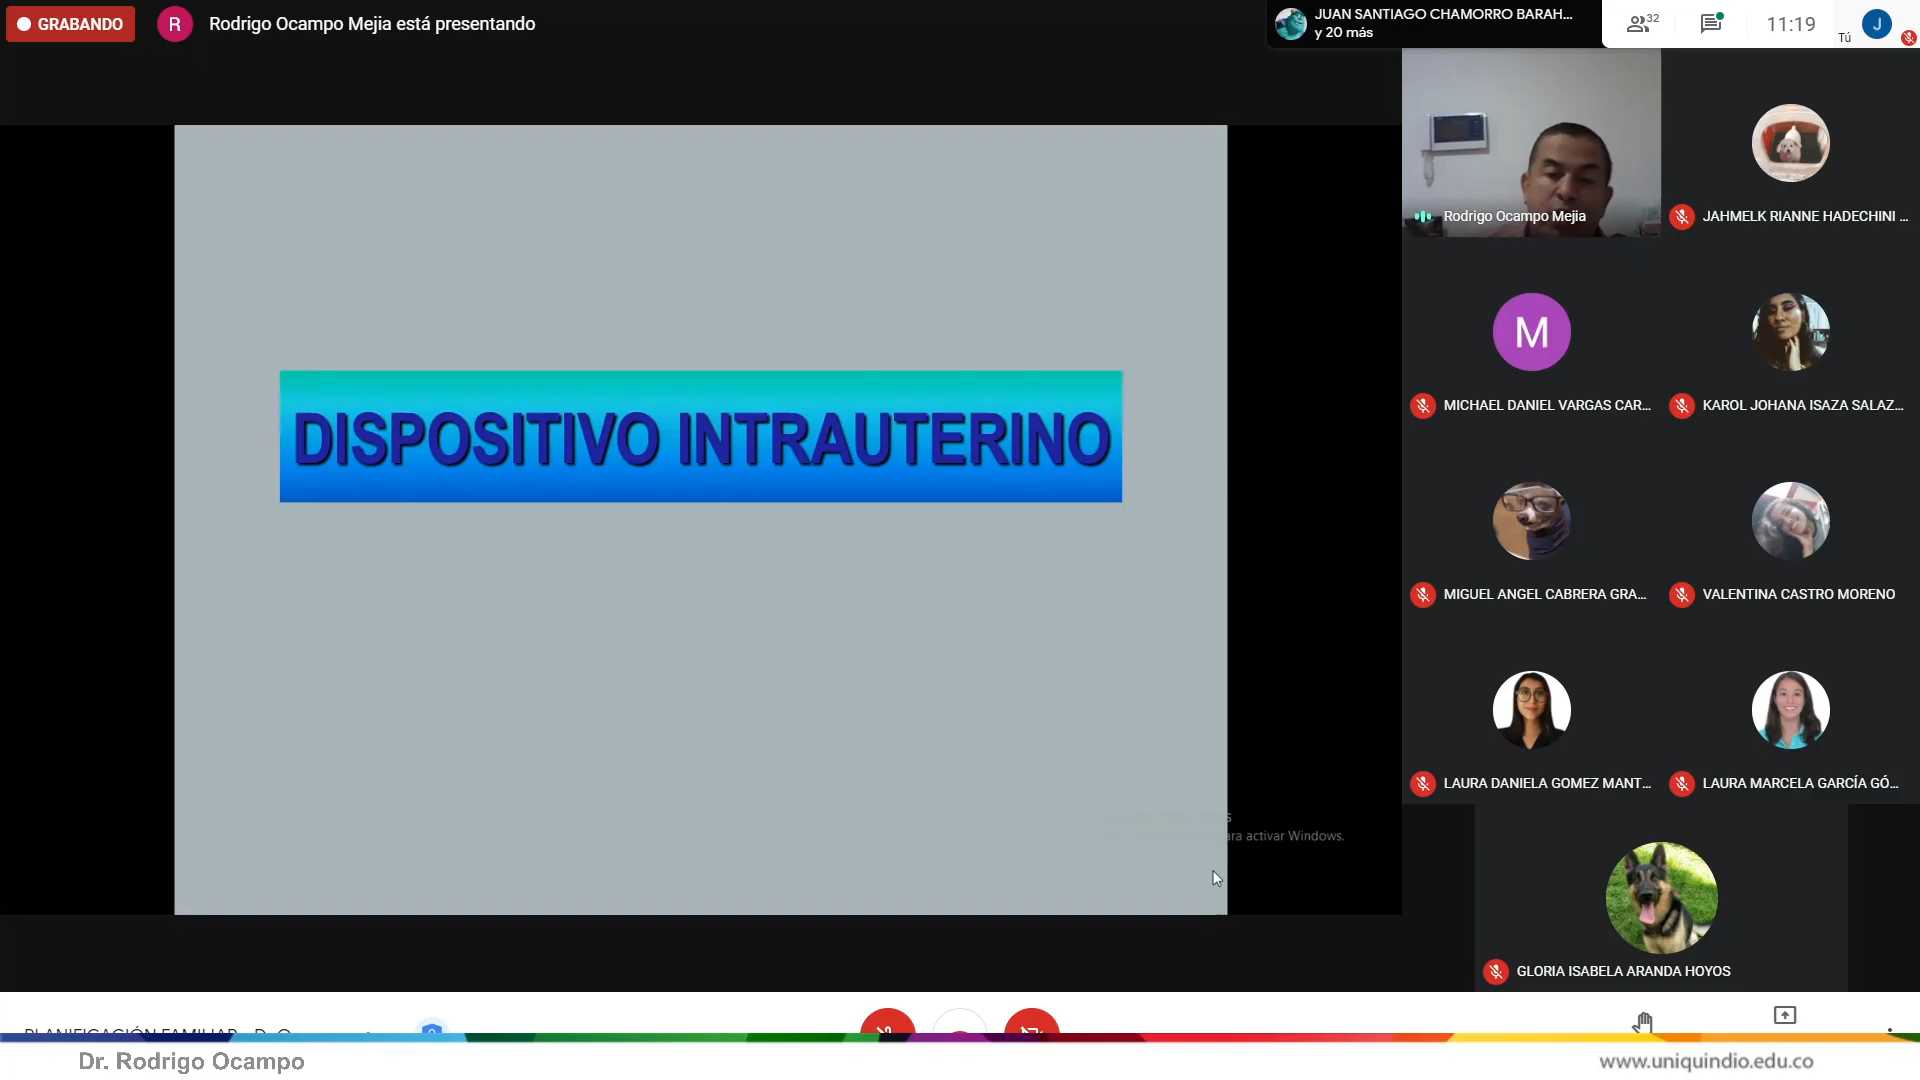 GRABANDO
R
Rodrigo Ocampo Mejia está presentando
JUAN SANTIAGO CHAMORRO BARAH...
y 20 más
32
11:19
Tú
J
DISPOSITIVO INTRAUTERINO
Rodrigo Ocampo Mejia
JAHMELK RIANNE HADECHINI ...
M
MICHAEL DANIEL VARGAS CAR...
KAROL JOHANA ISAZA SALAZ...
MIGUEL ANGEL CABRERA GRA...
VALENTINA CASTRO MORENO
LAURA DANIELA GOMEZ MANT...
LAURA MARCELA GARCÍA GÓ...
activar Windows.
GLORIA ISABELA ARANDA HOYOS
PLANIFICACIÓN FAMILIAR
Dr. Rodrigo Ocampo
www.uniquindio.edu.co